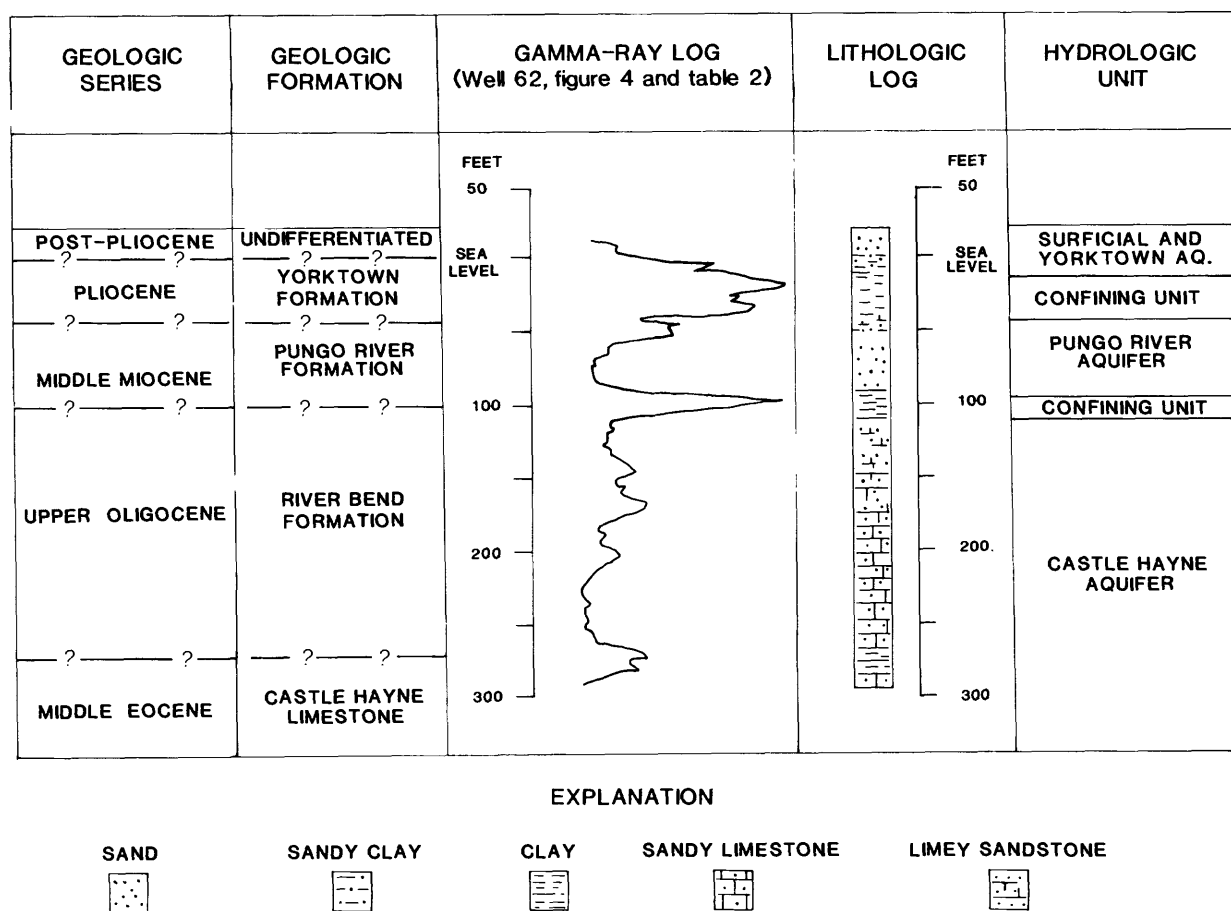 GEOLOGIC SERIES
GEOLOGIC FORMATION
GAMMA-RAY LOG
(Well 62, figure 4 and table 2)
LITHOLOGIC LOG
HYDROLOGIC UNIT
FEET
50
SEA LEVEL
100
200
300
FEET
50
SEA LEVEL
100
200.
300
POST-PLIOCENE
? ?
PLIOCENE
? ?
MIDDLE MIOCENE
? ?
UPPER OLIGOCENE
? ?
MIDDLE EOCENE
UNDIFFERENTIATED
? ?
YORKTOWN
FORMATION
? ?
PUNGO RIVER
FORMATION
? ?
RIVER BEND
FORMATION
? ?
CASTLE HAYNE
LIMESTONE
SURFICIAL AND
YORKTOWN AQ.
CONFINING UNIT
PUNGO RIVER
AQUIFER
CONFINING UNIT
CASTLE HAYNE
AQUIFER
EXPLANATION
SAND
SANDY CLAY
CLAY
SANDY LIMESTONE
LIMEY SANDSTONE